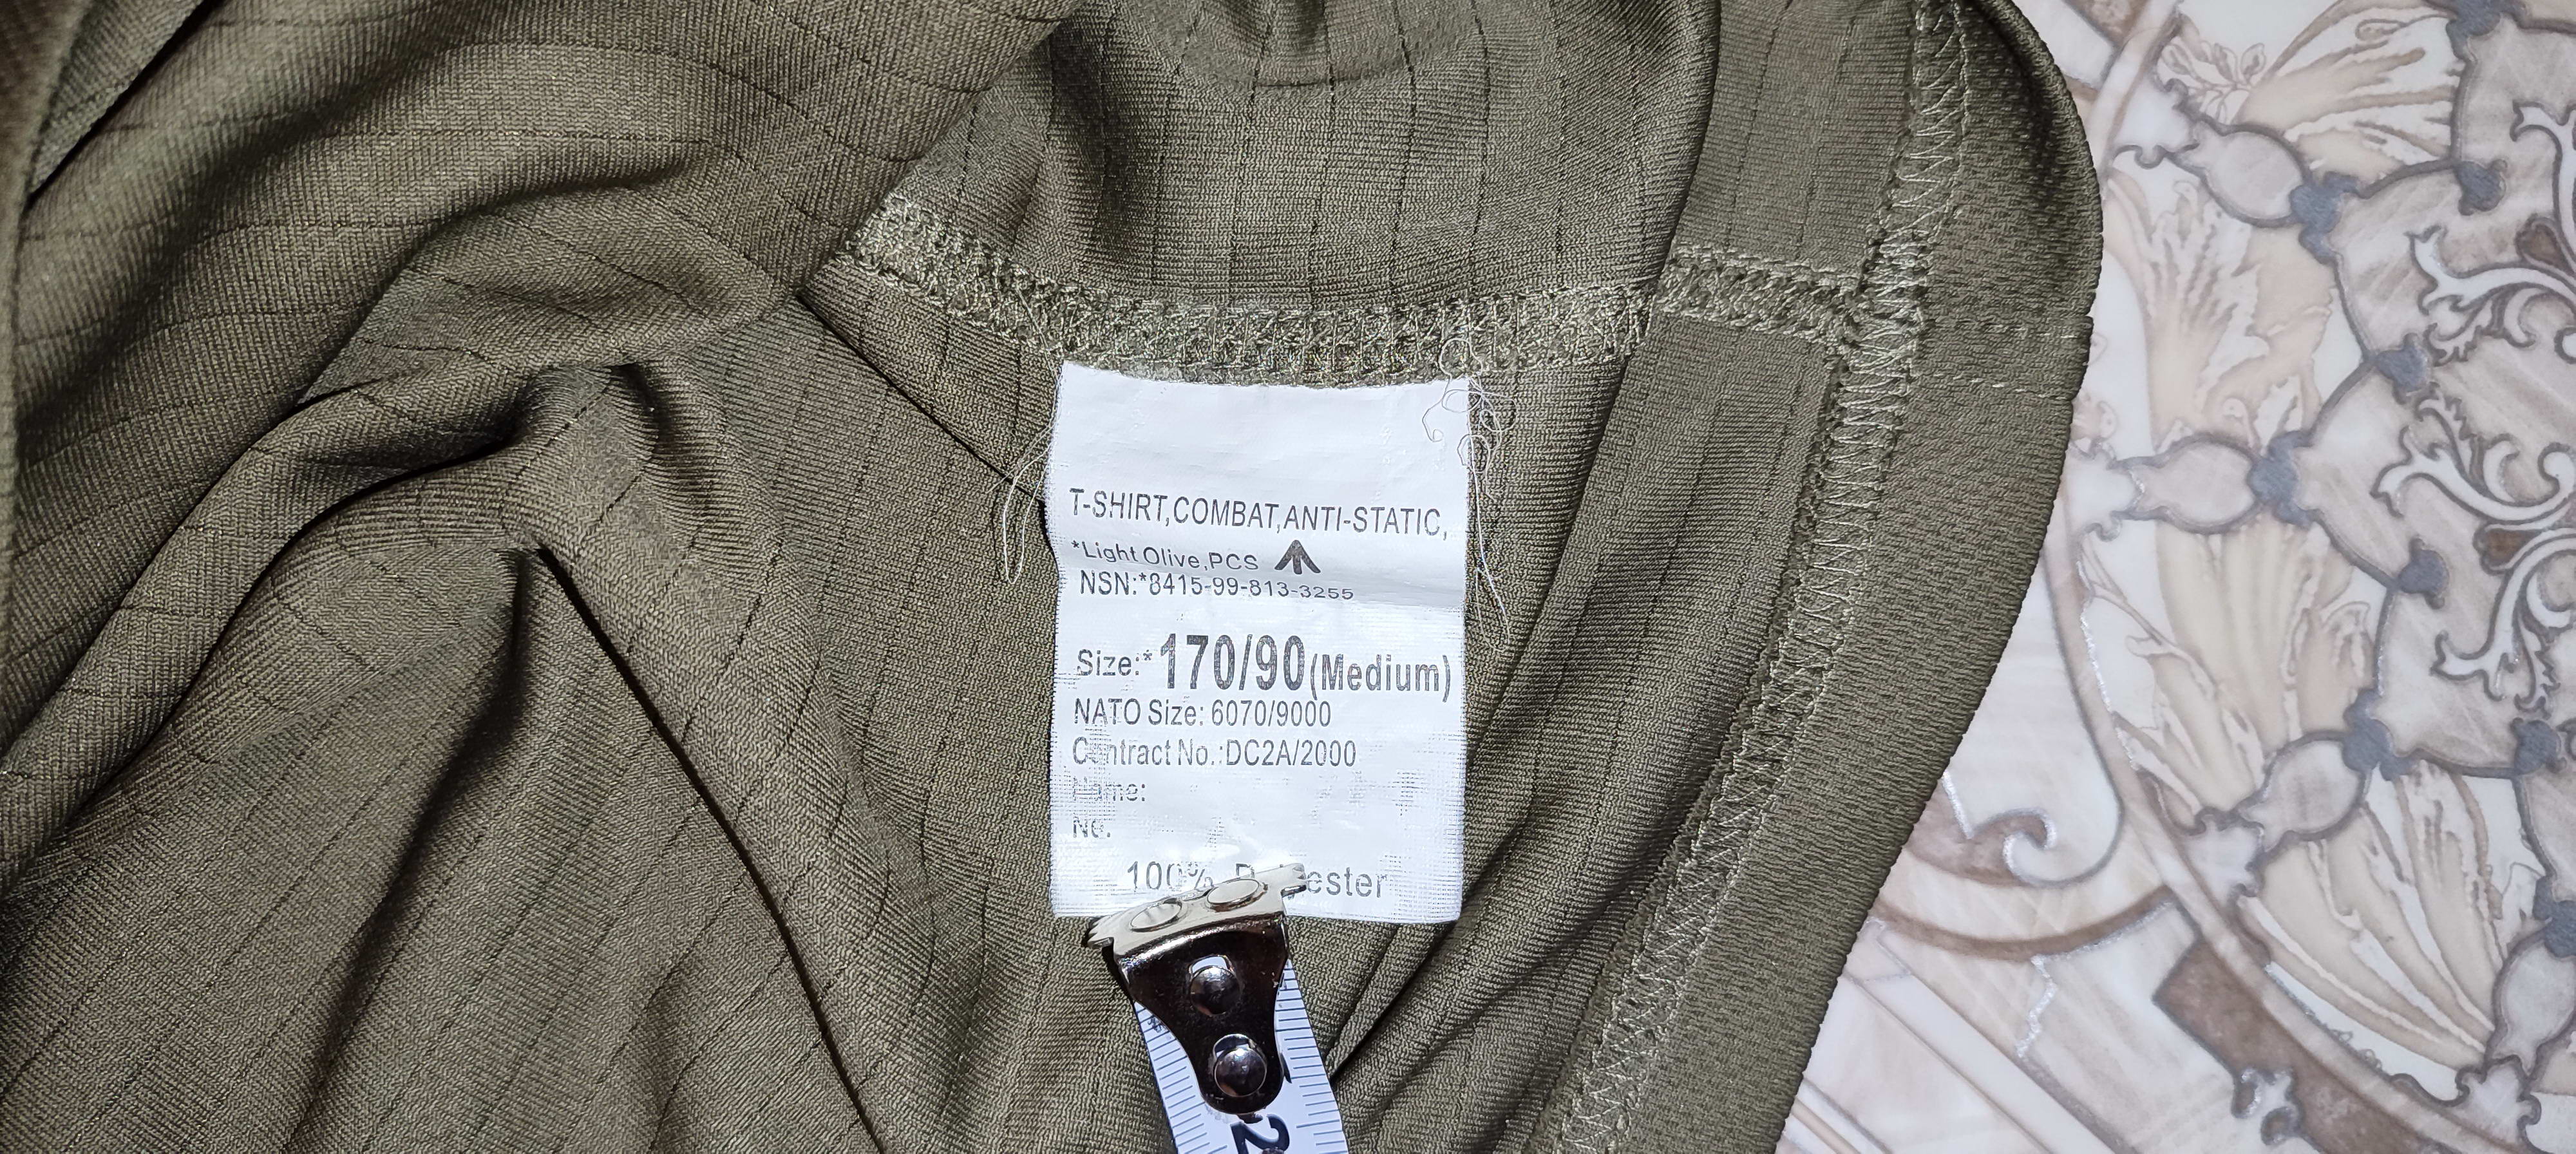 T-SHIRT,COMBAT,ANTI-STATIC,
*Light Olive,PCS
NSN:*8415-99-813-3255
Size:*170/90(Medium)
NATO Size: 6070/9000
Contract No.:DC2A/2000
Name:
No.
100%
2